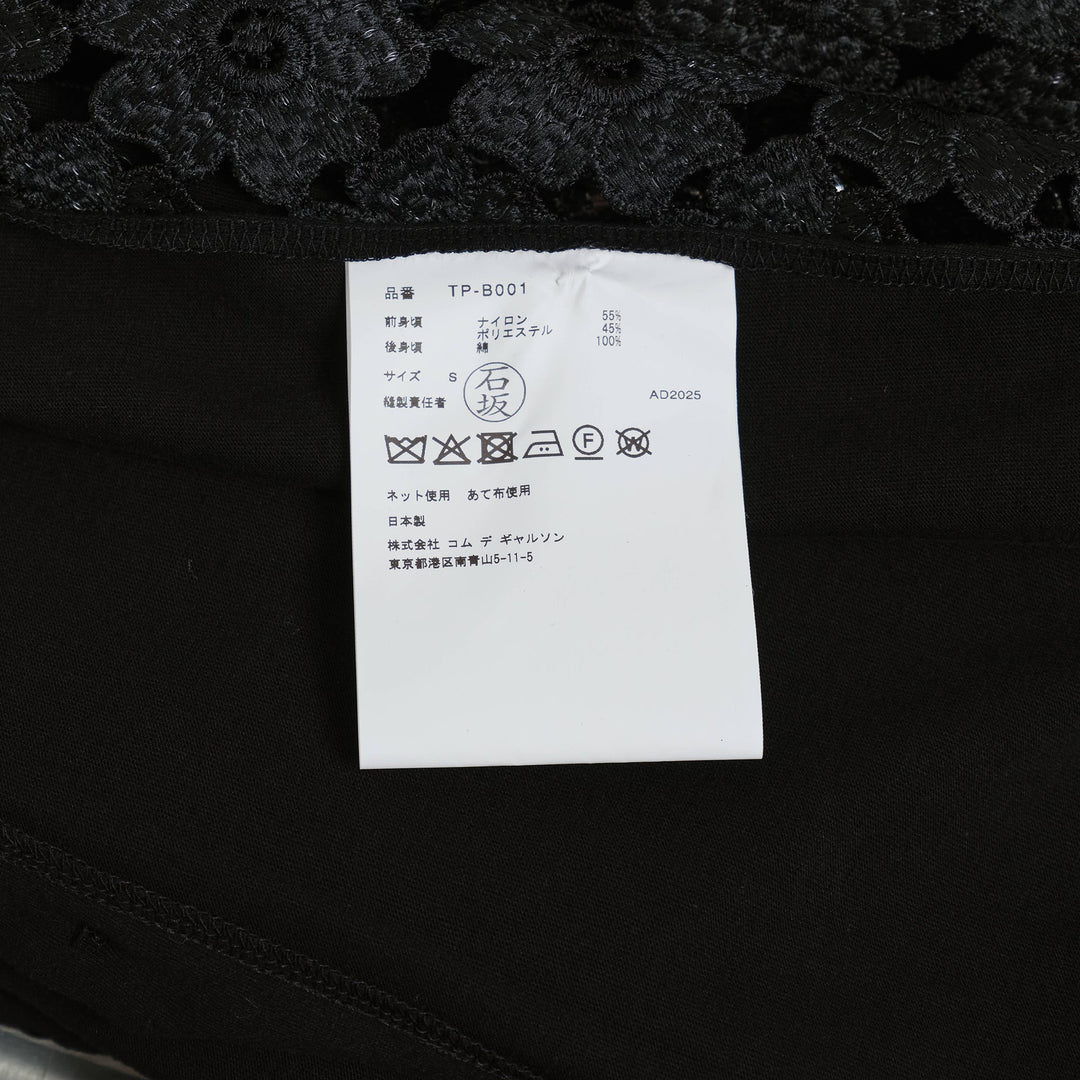 品番 TP-B001
前身頃 ナイロン 55%
ポリエステル 45%
後身頃 綿 100%
サイズ S
縫製責任者 石坂
AD2025
F W
ネット使用 あて布使用
日本製
株式会社 コム デ ギャルソン
東京都港区南青山5-11-5